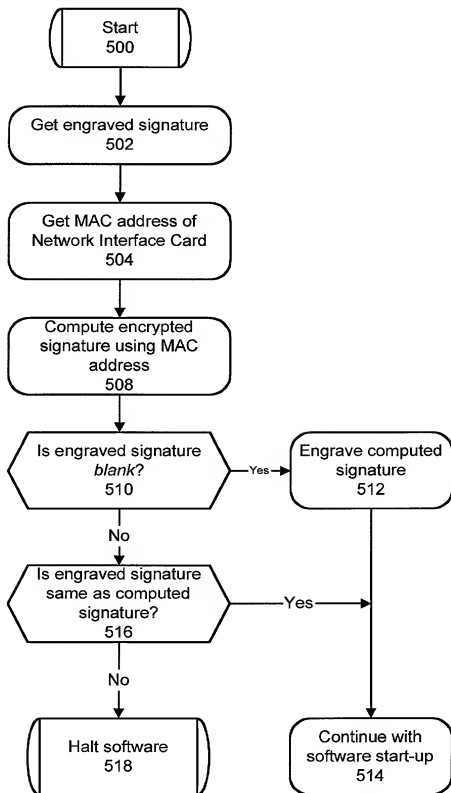 Start
500
Get engraved signature
502
Get MAC address of
Network Interface Card
504
Compute encrypted
signature using MAC
address
508
Is engraved signature
blank?
510
Yes
Engrave computed
signature
512
No
Is engraved signature
same as computed
signature?
516
Yes
No
Halt software
518
Continue with
software start-up
514